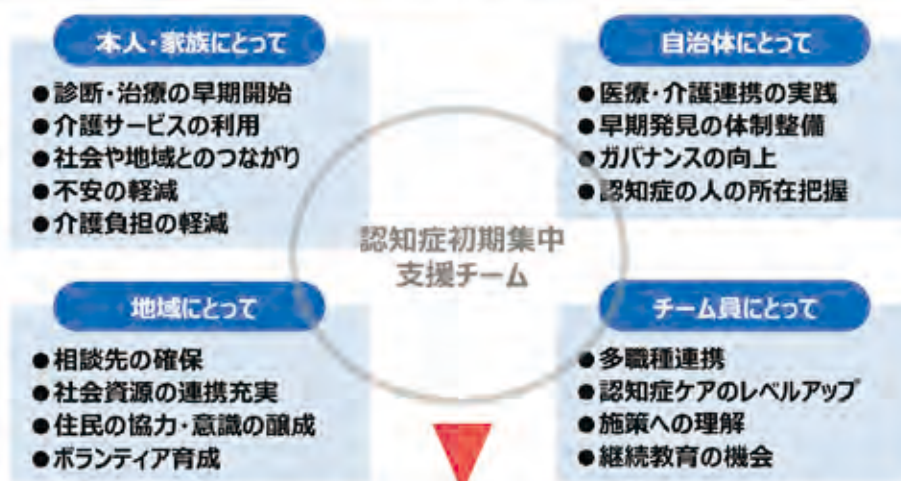 本人・家族にとって
●診断・治療の早期開始
●介護サービスの利用
●社会や地域とのつながり
●不安の軽減
●介護負担の軽減
自治体にとって
●医療・介護連携の実践
●早期発見の体制整備
●ガバナンスの向上
●認知症の人の所在把握
認知症初期集中
支援チーム
地域にとって
●相談先の確保
●社会資源の連携充実
●住民の協力・意識の醸成
●ボランティア育成
チーム員にとって
●多職種連携
●認知症ケアのレベルアップ
●施策への理解
●継続教育の機会